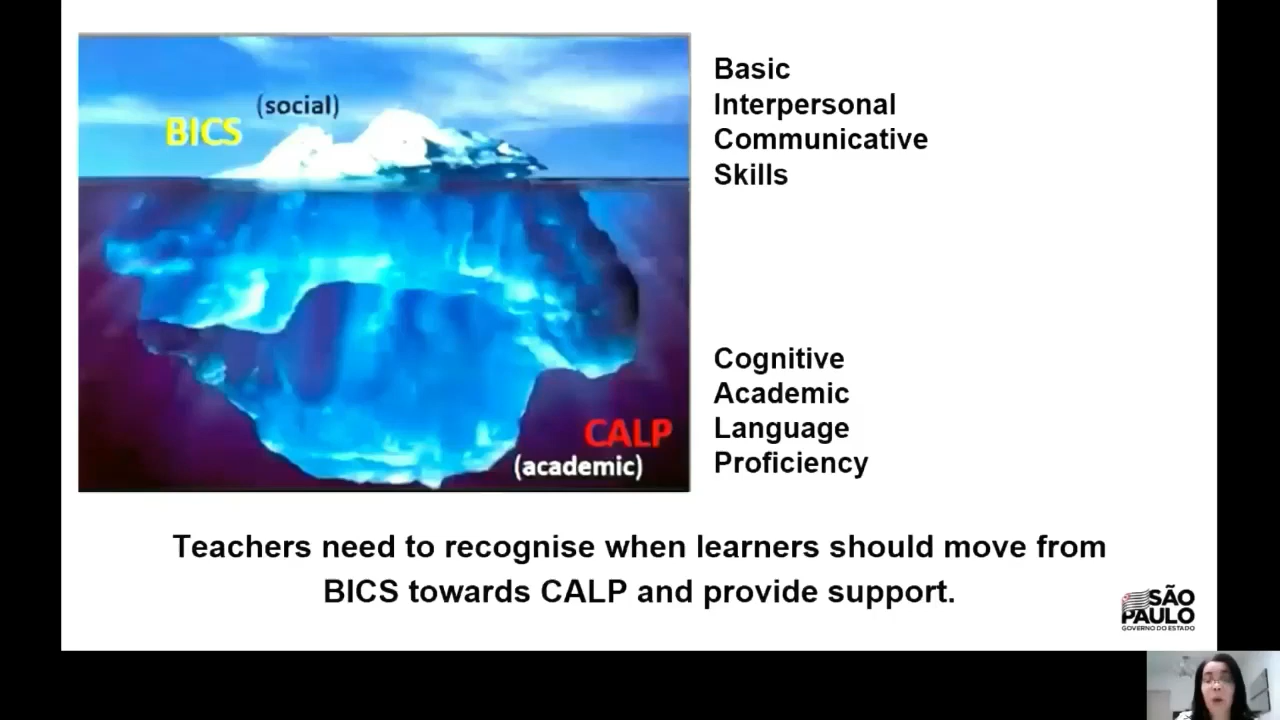 (social)
BICS
CALP
(academic)
Basic
Interpersonal
Communicative
Skills
Cognitive
Academic
Language
Proficiency
Teachers need to recognise when learners should move from
BICS towards CALP and provide support.
SÃO
PAULO
GOVERNO DO ESTADO